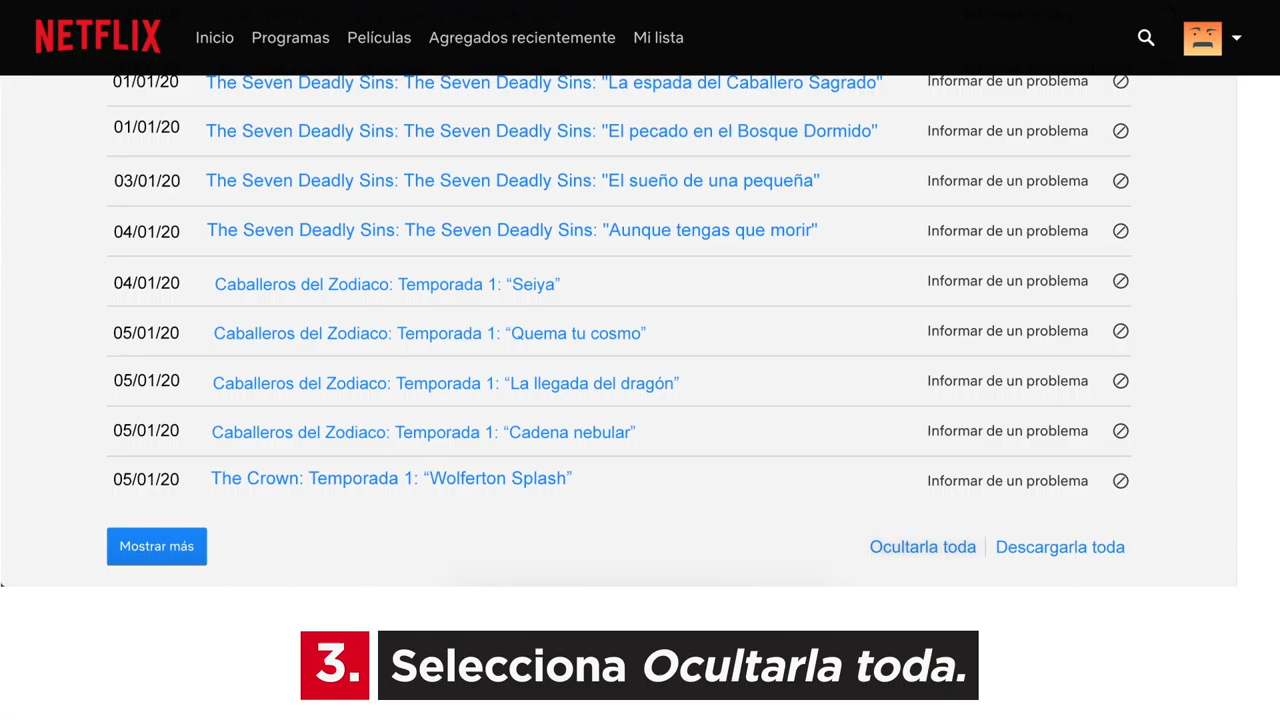 NETFLIX Inicio Programas Películas Agregados recientemente Mi lista
01/01/20 The Seven Deadly Sins: The Seven Deadly Sins: "La espada del Caballero Sagrado" Informar de un problema
01/01/20 The Seven Deadly Sins: The Seven Deadly Sins: "El pecado en el Bosque Dormido" Informar de un problema
03/01/20 The Seven Deadly Sins: The Seven Deadly Sins: "El sueño de una pequeña" Informar de un problema
04/01/20 The Seven Deadly Sins: The Seven Deadly Sins: "Aunque tengas que morir" Informar de un problema
04/01/20 Caballeros del Zodiaco: Temporada 1: “Seiya” Informar de un problema
05/01/20 Caballeros del Zodiaco: Temporada 1: “Quema tu cosmo” Informar de un problema
05/01/20 Caballeros del Zodiaco: Temporada 1: “La llegada del dragón” Informar de un problema
05/01/20 Caballeros del Zodiaco: Temporada 1: “Cadena nebular” Informar de un problema
05/01/20 The Crown: Temporada 1: “Wolferton Splash” Informar de un problema
Mostrar más Ocultarla toda Descargarla toda
3. Selecciona Ocultarla toda.